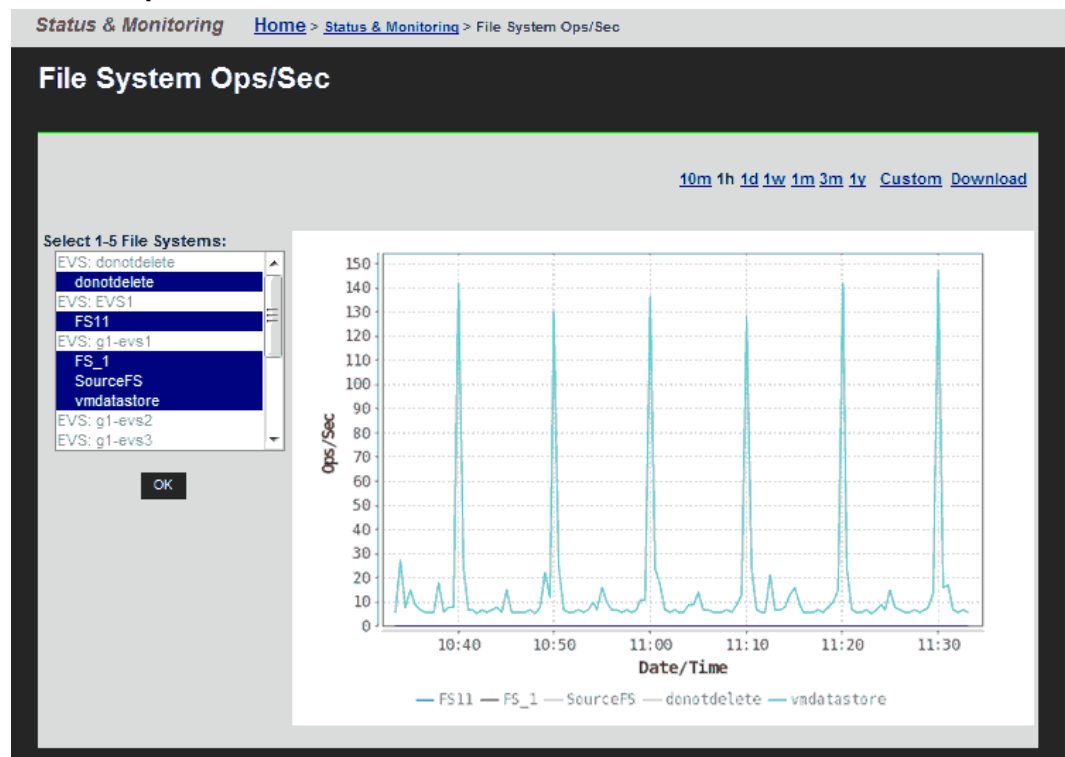 Status & Monitoring Home > Status & Monitoring > File System Ops/Sec
File System Ops/Sec
10m 1h 1d 1w 1m 3m 1y Custom Download
Select 1-5 File Systems:
EVS: donotdelete
donotdelete
EVS: EVS1
FS11
EVS: g1-evs1
FS_1
SourceFS
vmdatastore
EVS: g1-evs2
EVS: g1-evs3
OK
150
140
130
120
110
100
90
80
70
60
50
40
30
20
10
0
Ops/Sec
10:40 10:50 11:00 11:10 11:20 11:30
Date/Time
FS11 FS_1 SourceFS donotdelete vmdatastore